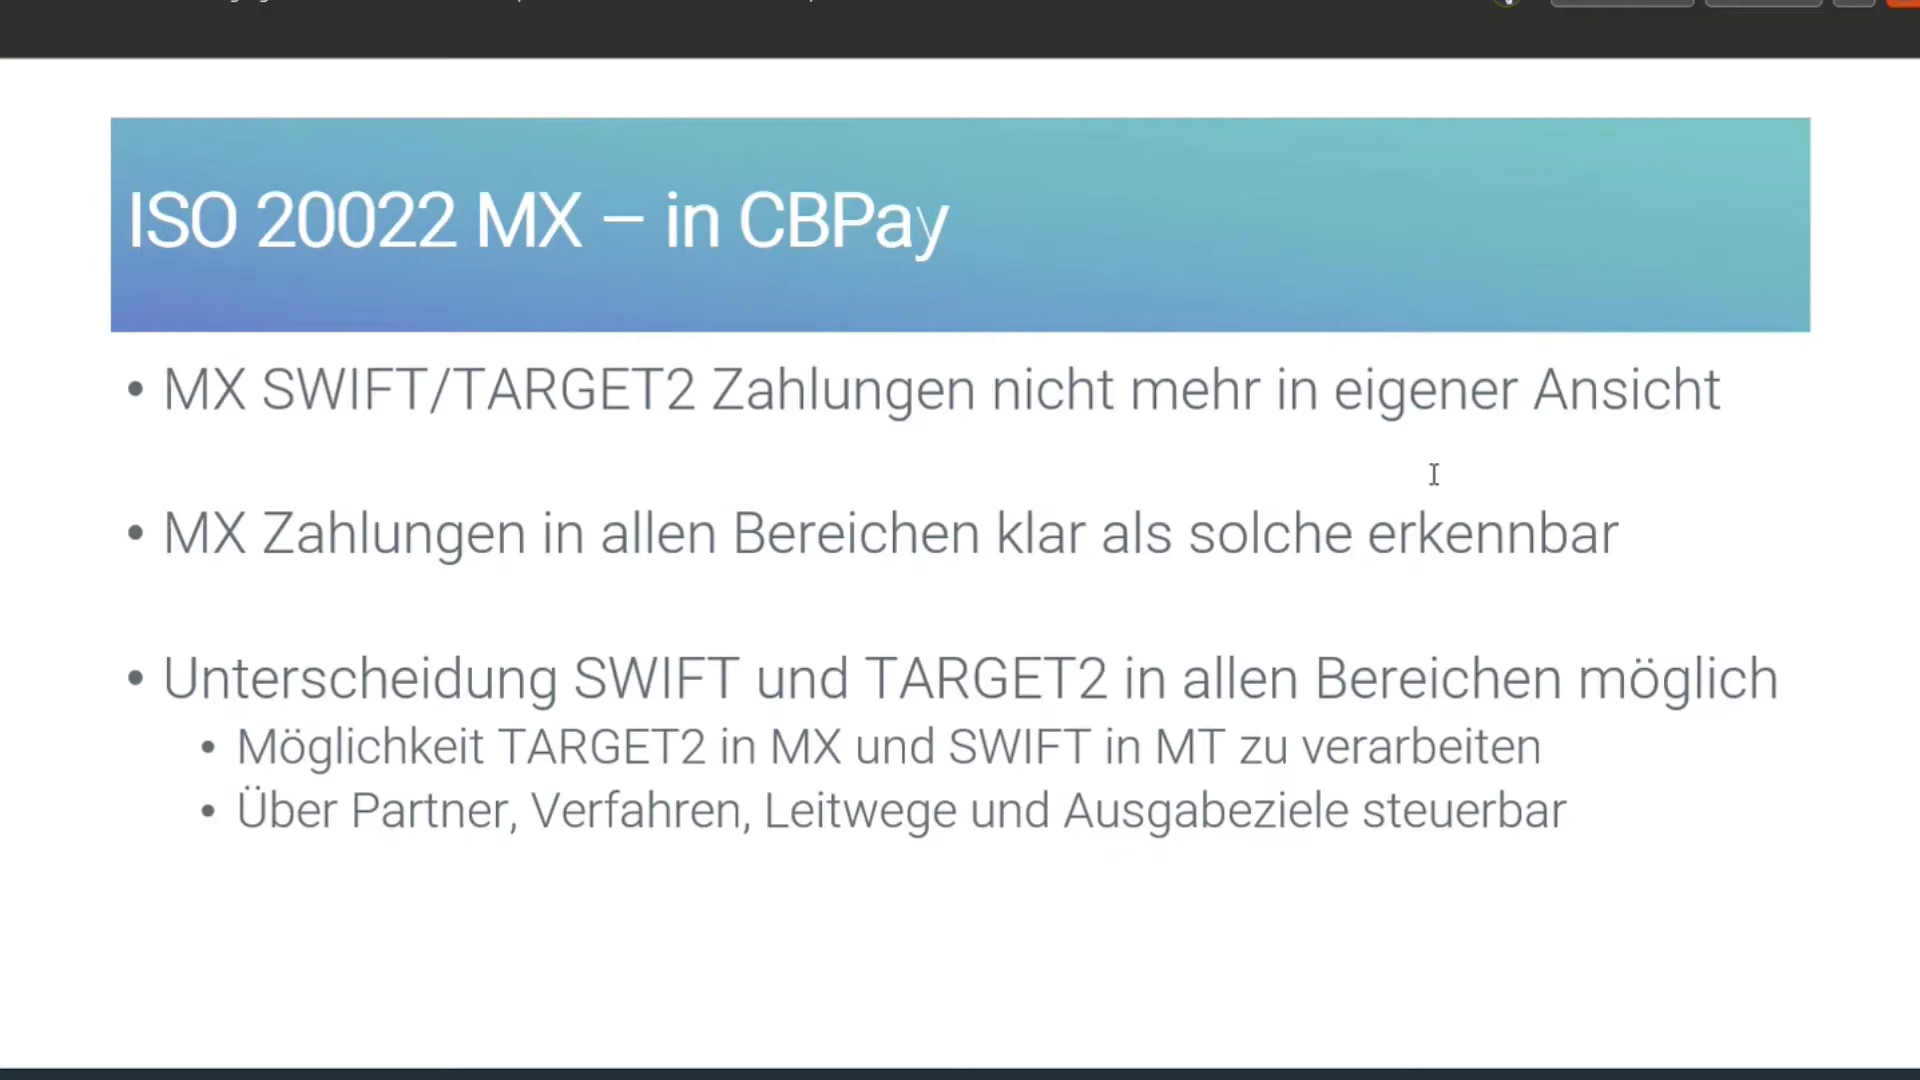 ISO 20022 MX – in CBPay
• MX SWIFT/TARGET2 Zahlungen nicht mehr in eigener Ansicht
• MX Zahlungen in allen Bereichen klar als solche erkennbar
• Unterscheidung SWIFT und TARGET2 in allen Bereichen möglich
• Möglichkeit TARGET2 in MX und SWIFT in MT zu verarbeiten
• Über Partner, Verfahren, Leitwege und Ausgabeziele steuerbar